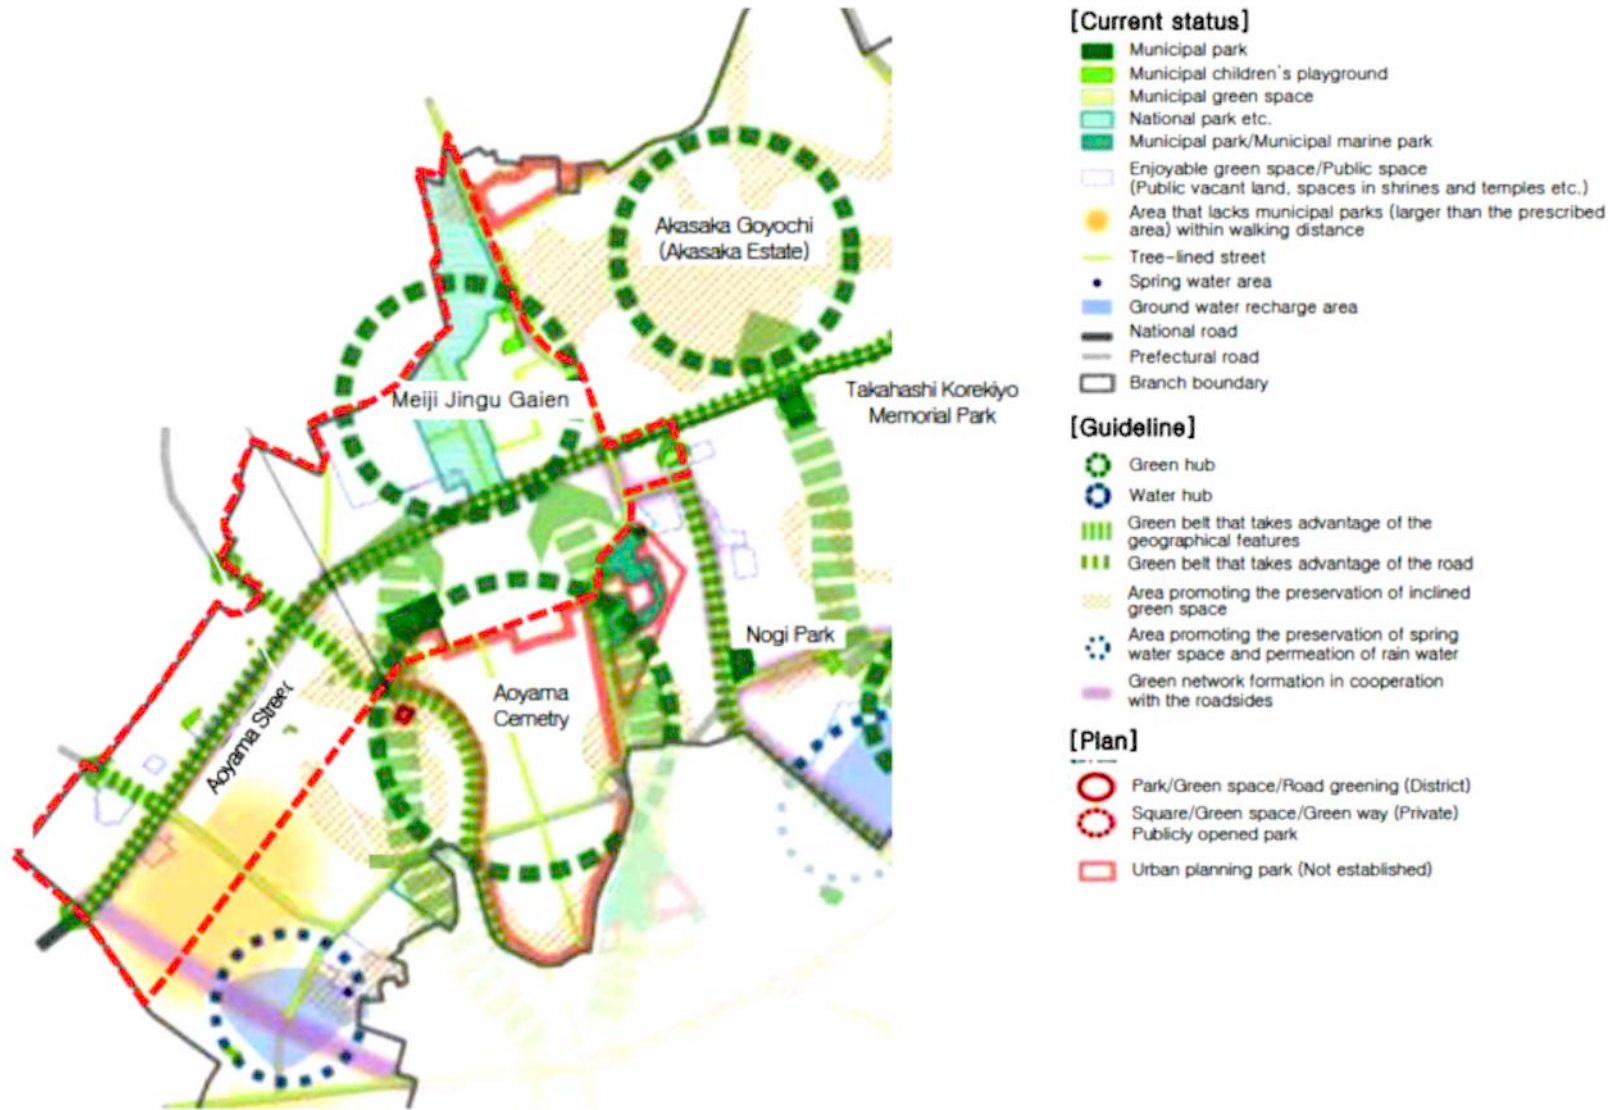 Akasaka Goyochi
(Akasaka Estate)
Meiji Jingu Gaien
Takahashi Korekiyo
Memorial Park
Nogi Park
Aoyama
Cemetry
Aoyama Street
[Current status]
Municipal park
Municipal children's playground
Municipal green space
National park etc.
Municipal park/Municipal marine park
Enjoyable green space/Public space
(Public vacant land, spaces in shrines and temples etc.)
Area that lacks municipal parks (larger than the prescribed
area) within walking distance
Tree-lined street
Spring water area
Ground water recharge area
National road
Prefectural road
Branch boundary
[Guideline]
Green hub
Water hub
Green belt that takes advantage of the
geographical features
Green belt that takes advantage of the road
Area promoting the preservation of inclined
green space
Area promoting the preservation of spring
water space and permeation of rain water
Green network formation in cooperation
with the roadsides
[Plan]
Park/Green space/Road greening (District)
Square/Green space/Green way (Private)
Publicly opened park
Urban planning park (Not established)